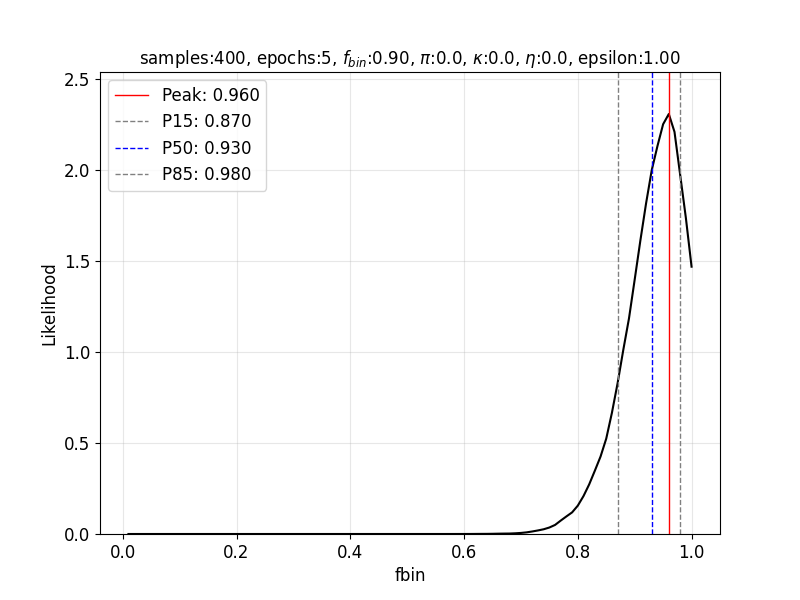 samples:400, epochs:5, f_bin:0.90, π:0.0, κ:0.0, η:0.0, epsilon:1.00
Peak: 0.960
P15: 0.870
P50: 0.930
P85: 0.980
2.5
2.0
1.5
1.0
0.5
0.0
Likelihood
0.0 0.2 0.4 0.6 0.8 1.0
fbin